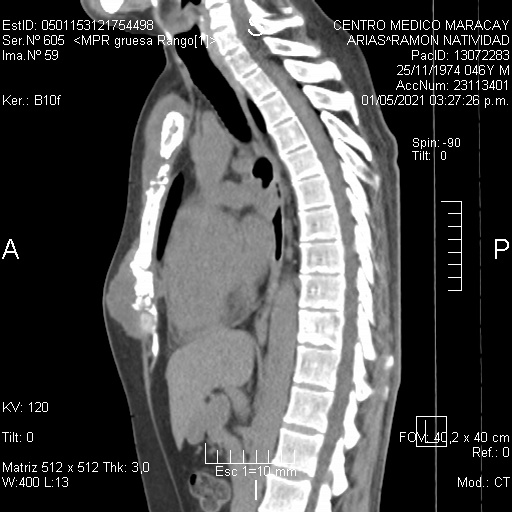 EstID: 0501153121754498
Ser.Nº 605 <MPR gruesa Rango[1]>
Ima.Nº 59
Ker.: B10f
S
CENTRO MEDICO MARACAY
ARIAS^RAMON NATIVIDAD
PacID: 13072283
25/11/1974 046Y M
AccNum: 23113401
01/05/2021 03:27:26 p.m.
Spin: -90
Tilt: 0
A
P
KV: 120
Tilt: 0
Matriz 512 x 512 Thk: 3,0
W:400 L:13
Esc 1=10 mm
I
L
FOM: 40,2 x 40 cm
Ref.: 0
Mod.: CT